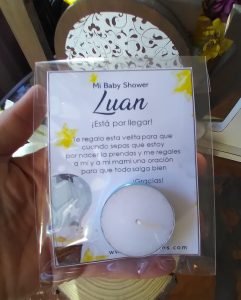 Mi Baby Shower
Luan
¡Está por llegar!
Te regalo esta velita para que
cuando sepas que estoy
por nacer la prendas y me regales
a mi y a mi mami una oración
para que todo salga bien
¡Gracias!